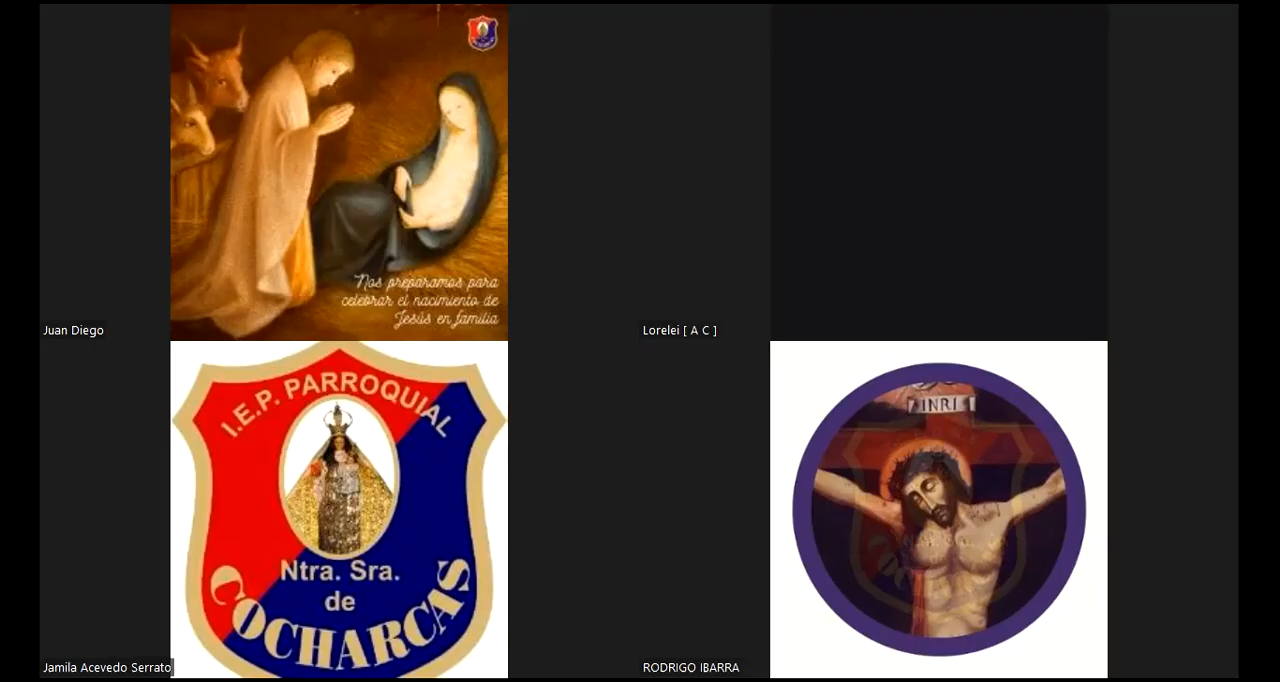 Nos preparamos para
celebrar el nacimiento de
Jesús en familia
Juan Diego
Lorelei [ A C ]
I.E.P. PARROQUIAL
Ntra. Sra.
de
COCHARCAS
Jamila Acevedo Serrato
INRI
RODRIGO IBARRA